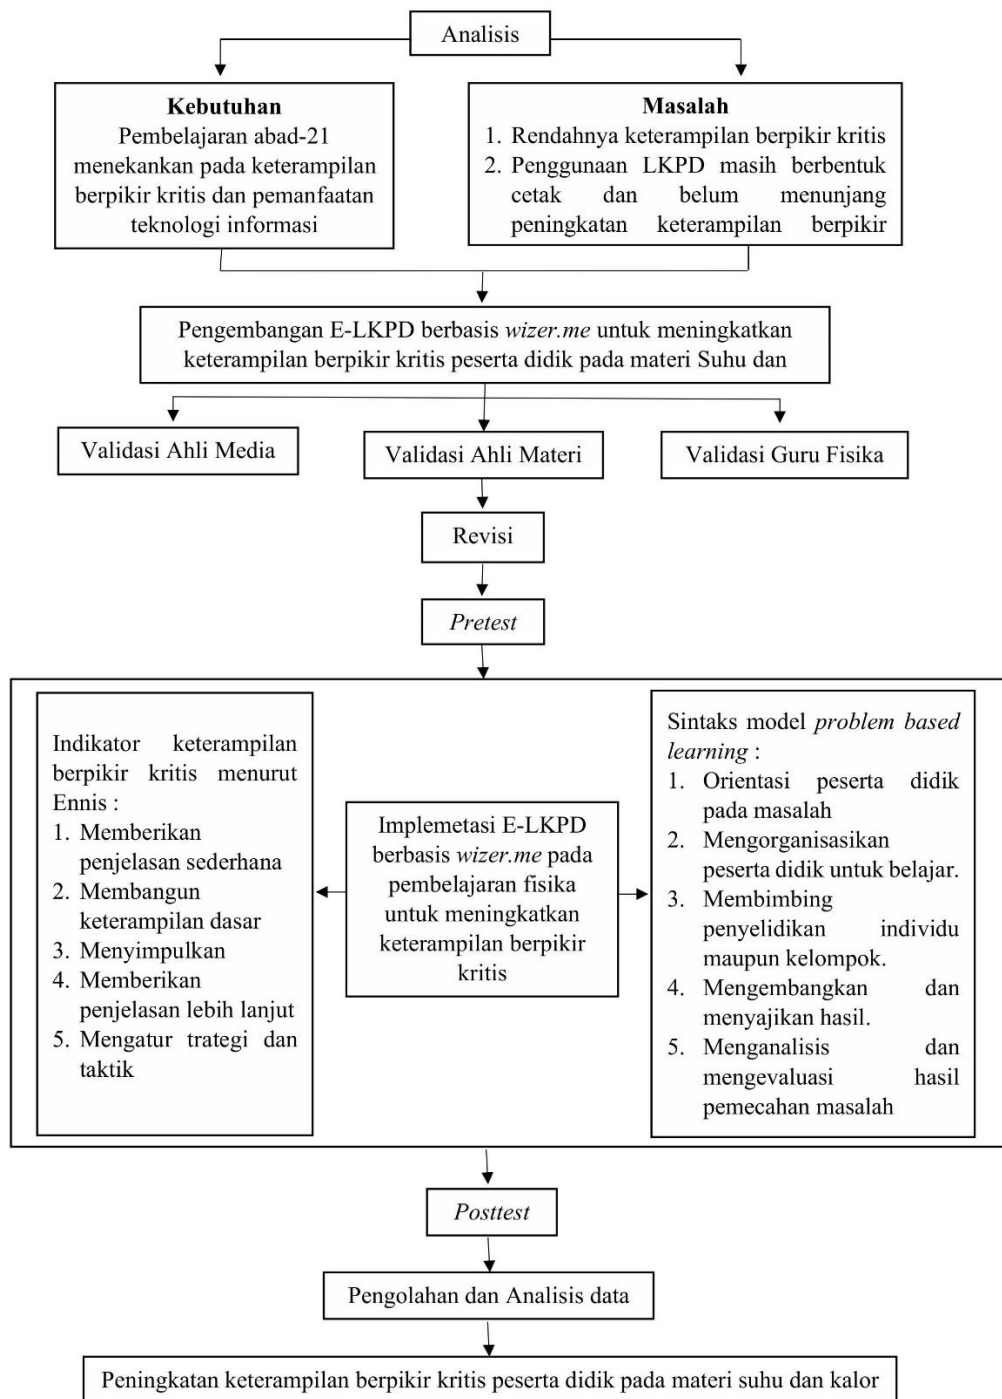 Analisis
Kebutuhan
Pembelajaran abad-21
menekankan pada keterampilan
berpikir kritis dan pemanfaatan
teknologi informasi
Masalah
1. Rendahnya keterampilan berpikir kritis
2. Penggunaan LKPD masih berbentuk
cetak dan belum menunjang
peningkatan keterampilan berpikir
Pengembangan E-LKPD berbasis wizer.me untuk meningkatkan
keterampilan berpikir kritis peserta didik pada materi Suhu dan
Validasi Ahli Media
Validasi Ahli Materi
Validasi Guru Fisika
Revisi
Pretest
Indikator keterampilan
berpikir kritis menurut
Ennis :
1. Memberikan
penjelasan sederhana
2. Membangun
keterampilan dasar
3. Menyimpulkan
4. Memberikan
penjelasan lebih lanjut
5. Mengatur trategi dan
taktik
Implemetasi E-LKPD
berbasis wizer.me pada
pembelajaran fisika
untuk meningkatkan
keterampilan berpikir
kritis
Sintaks model problem based
learning :
1. Orientasi peserta didik
pada masalah
2. Mengorganisasikan
peserta didik untuk belajar.
3. Membimbing
penyelidikan individu
maupun kelompok.
4. Mengembangkan dan
menyajikan hasil.
5. Menganalisis dan
mengevaluasi hasil
pemecahan masalah
Posttest
Pengolahan dan Analisis data
Peningkatan keterampilan berpikir kritis peserta didik pada materi suhu dan kalor